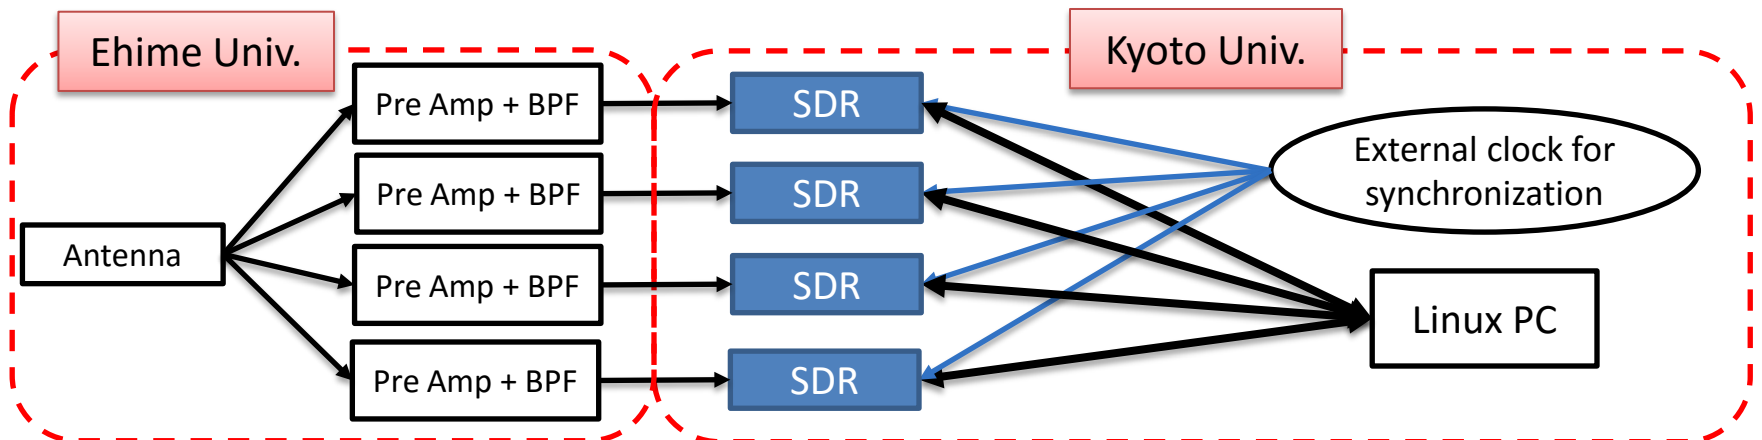 Ehime Univ.
Kyoto Univ.
Pre Amp + BPF
SDR
Pre Amp + BPF
SDR
External clock for
synchronization
Antenna
Pre Amp + BPF
SDR
Linux PC
Pre Amp + BPF
SDR